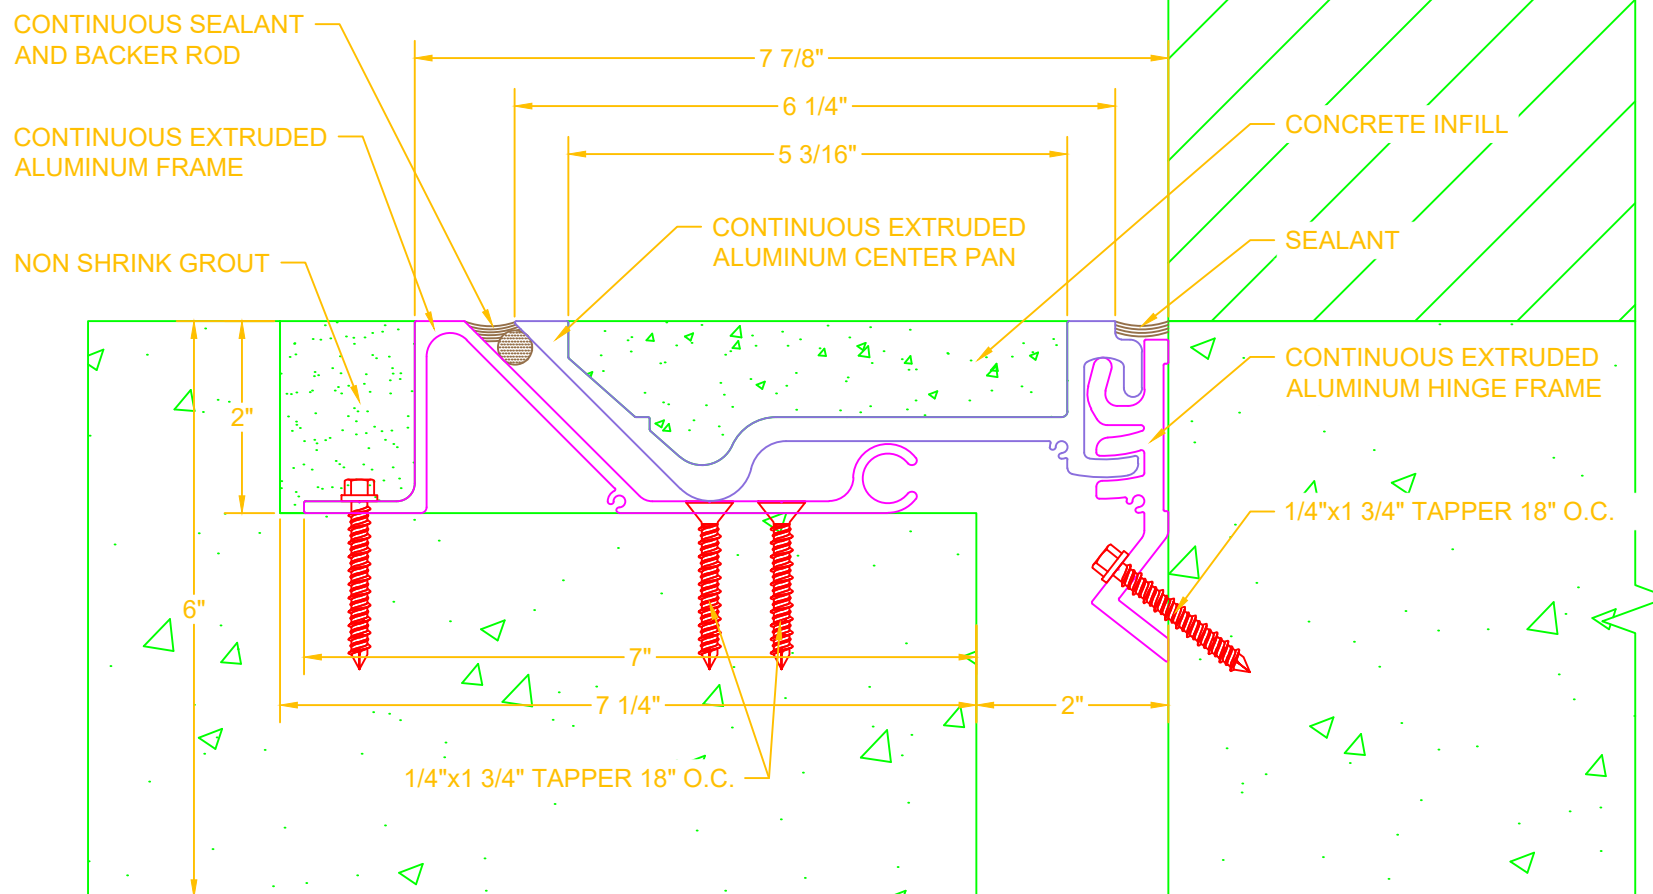 CONTINUOUS SEALANT
AND BACKER ROD
7 7/8"
6 1/4"
CONTINUOUS EXTRUDED
ALUMINUM FRAME
CONCRETE INFILL
5 3/16"
CONTINUOUS EXTRUDED
ALUMINUM CENTER PAN
SEALANT
NON SHRINK GROUT
CONTINUOUS EXTRUDED
ALUMINUM HINGE FRAME
2"
1/4"x1 3/4" TAPPER 18" O.C.
6"
7"
7 1/4"
2"
1/4"x1 3/4" TAPPER 18" O.C.